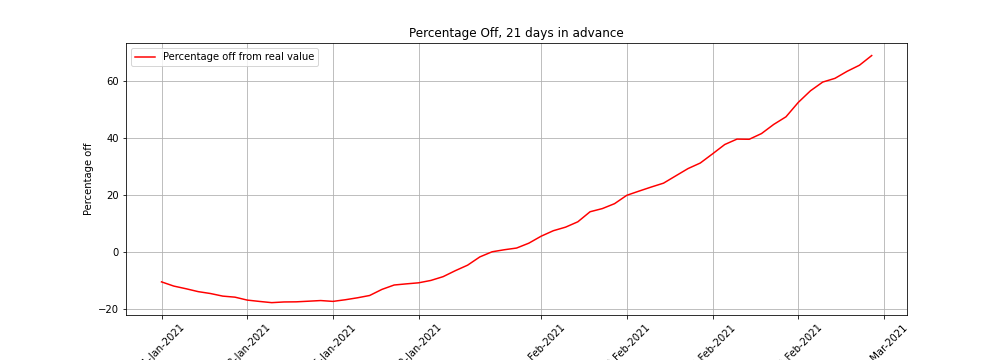 Percentage Off, 21 days in advance
Percentage off from real value
Percentage off
60
40
20
0
−20
-Jan-2021
-Jan-2021
-Jan-2021
-Jan-2021
Feb-2021
-Feb-2021
-Feb-2021
-Feb-2021
Mar-2021